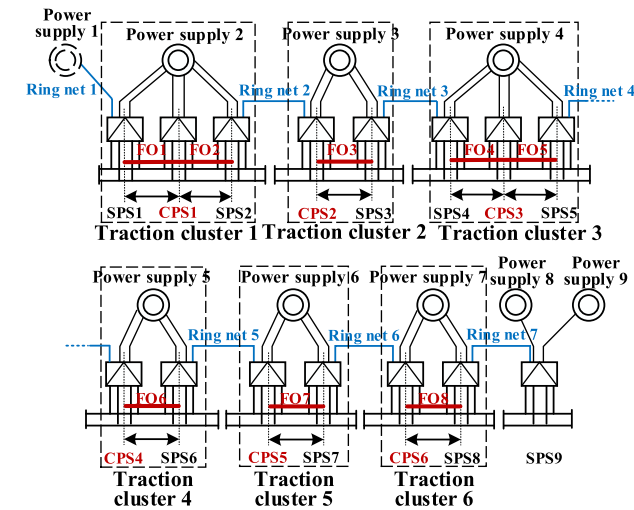 Power
supply 1
Power supply 2
Power supply 3
Power supply 4
Ring net 1
Ring net 2
Ring net 3
Ring net 4
FO1
FO2
FO3
FO4
FO5
SPS1
CPS1
SPS2
CPS2
SPS3
SPS4
CPS3
SPS5
Traction cluster 1
Traction cluster 2
Traction cluster 3
Power supply 5
Power supply 6
Power supply 7
Power
supply 8
Power
supply 9
Ring net 5
Ring net 6
Ring net 7
FO6
FO7
FO8
CPS4
SPS6
CPS5
SPS7
CPS6
SPS8
SPS9
Traction
cluster 4
Traction
cluster 5
Traction
cluster 6